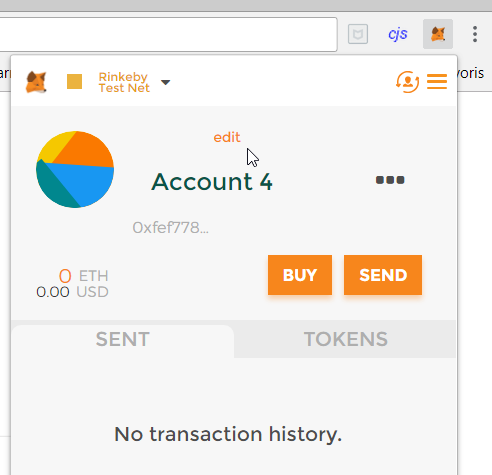 cjs
ari
voris
Rinkeby
Test Net
edit
Account 4
0xfef778...
0 ETH
0.00 USD
BUY
SEND
SENT
TOKENS
No transaction history.